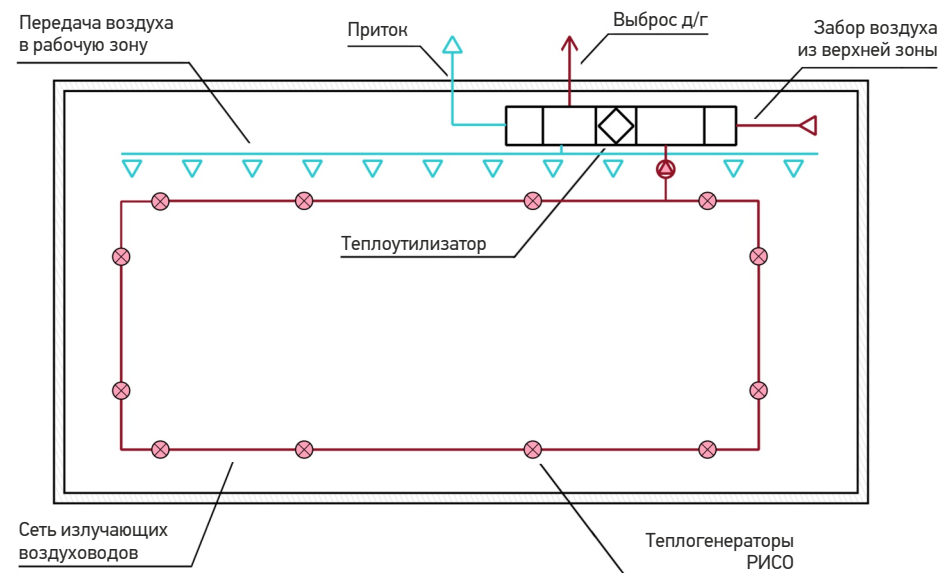 Передача воздуха
в рабочую зону
Приток
Выброс д/г
Забор воздуха
из верхней зоны
Теплоутилизатор
Сеть излучающих
воздуховодов
Теплогенераторы
РИСО